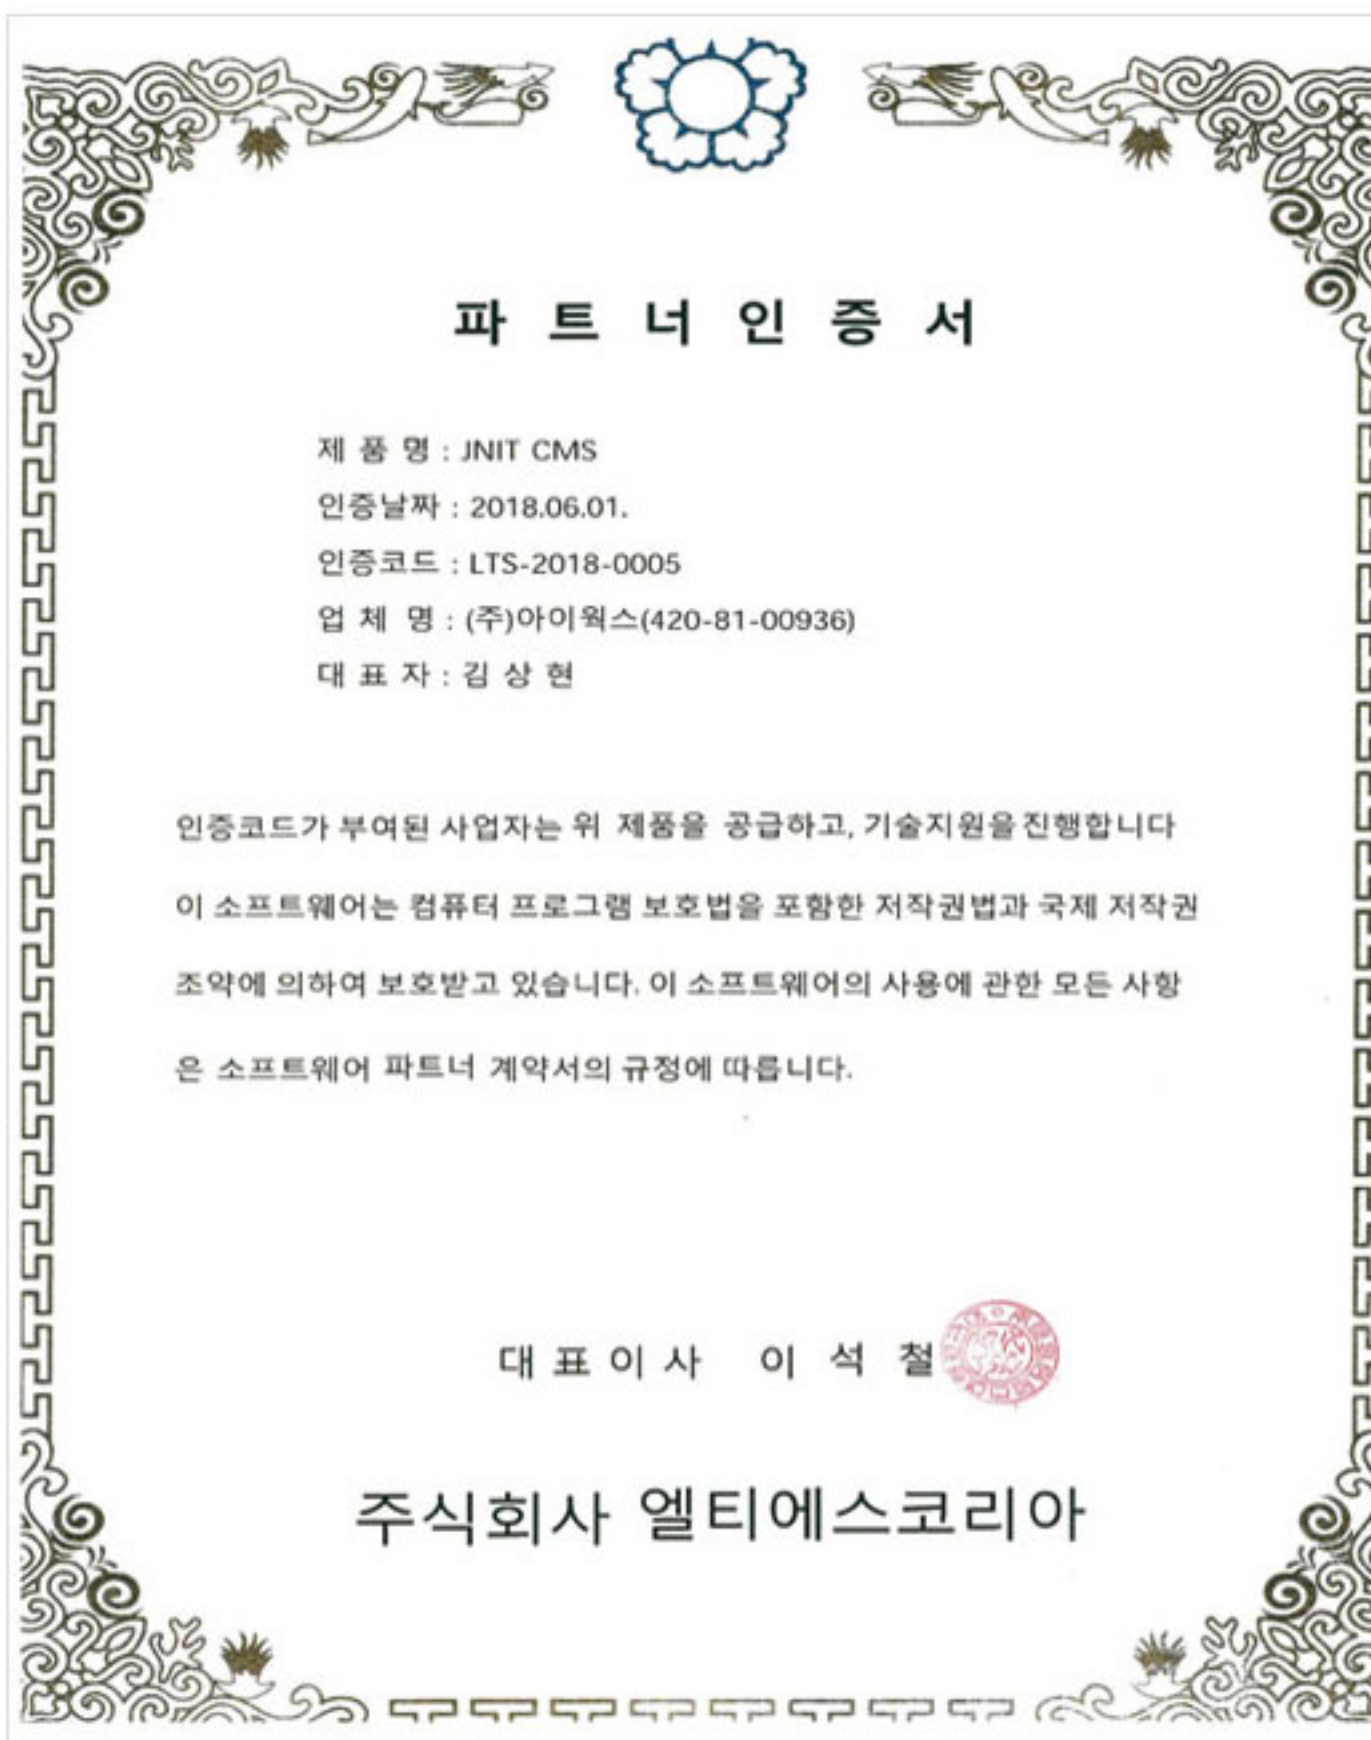 파 트 너 인 증 서
제 품 명 : JNIT CMS
인증날짜 : 2018.06.01.
인증코드 : LTS-2018-0005
업 체 명 : (주)아이웍스(420-81-00936)
대 표 자 : 김 상 현
인증코드가 부여된 사업자는 위 제품을 공급하고, 기술지원을 진행합니다
이 소프트웨어는 컴퓨터 프로그램 보호법을 포함한 저작권법과 국제 저작권
조약에 의하여 보호받고 있습니다. 이 소프트웨어의 사용에 관한 모든 사항
은 소프트웨어 파트너 계약서의 규정에 따릅니다.
대 표 이 사 이 석 철
주식회사 엘티에스코리아